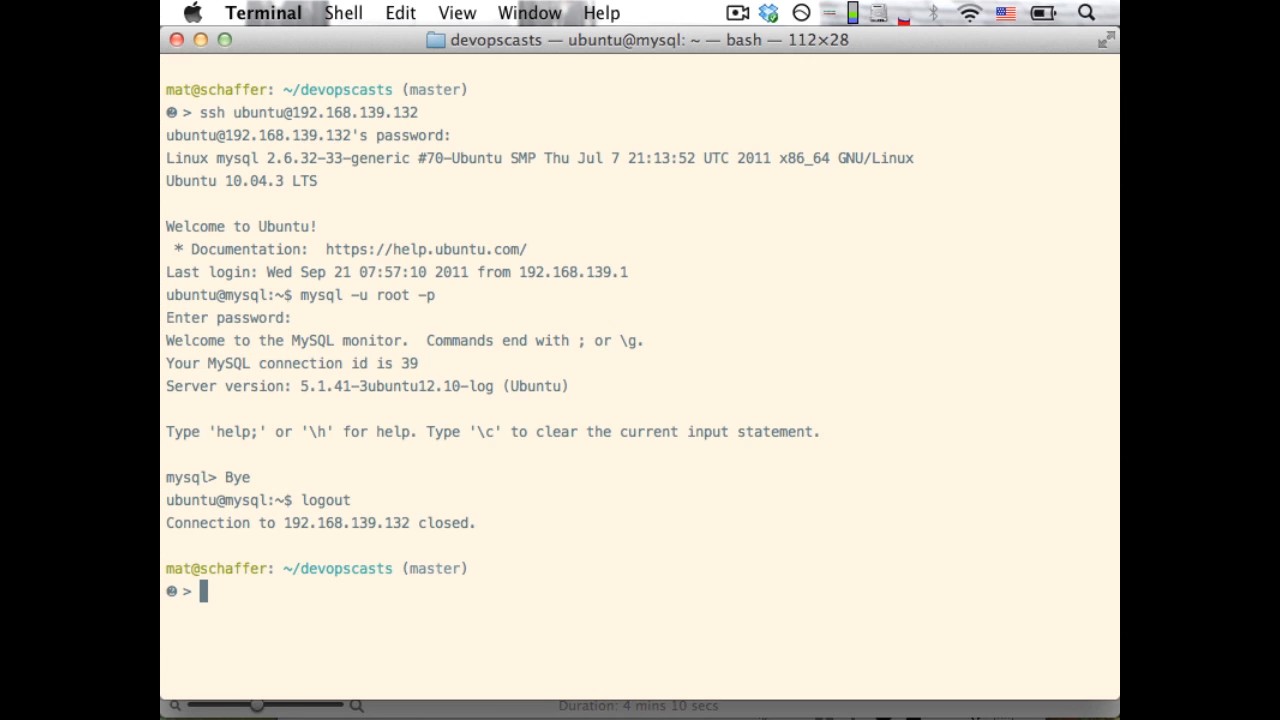 Terminal Shell Edit View Window Help
devopscasts — ubuntu@mysql: ~ — bash — 112×28
mat@schaffer: ~/devopscasts (master)
❷ > ssh ubuntu@192.168.139.132
ubuntu@192.168.139.132's password:
Linux mysql 2.6.32-33-generic #70-Ubuntu SMP Thu Jul 7 21:13:52 UTC 2011 x86_64 GNU/Linux
Ubuntu 10.04.3 LTS
Welcome to Ubuntu!
* Documentation:  https://help.ubuntu.com/
Last login: Wed Sep 21 07:57:10 2011 from 192.168.139.1
ubuntu@mysql:~$ mysql -u root -p
Enter password:
Welcome to the MySQL monitor.  Commands end with ; or \g.
Your MySQL connection id is 39
Server version: 5.1.41-3ubuntu12.10-log (Ubuntu)
Type 'help;' or '\h' for help. Type '\c' to clear the current input statement.
mysql> Bye
ubuntu@mysql:~$ logout
Connection to 192.168.139.132 closed.
mat@schaffer: ~/devopscasts (master)
❷ >
Duration: 4 mins 10 secs